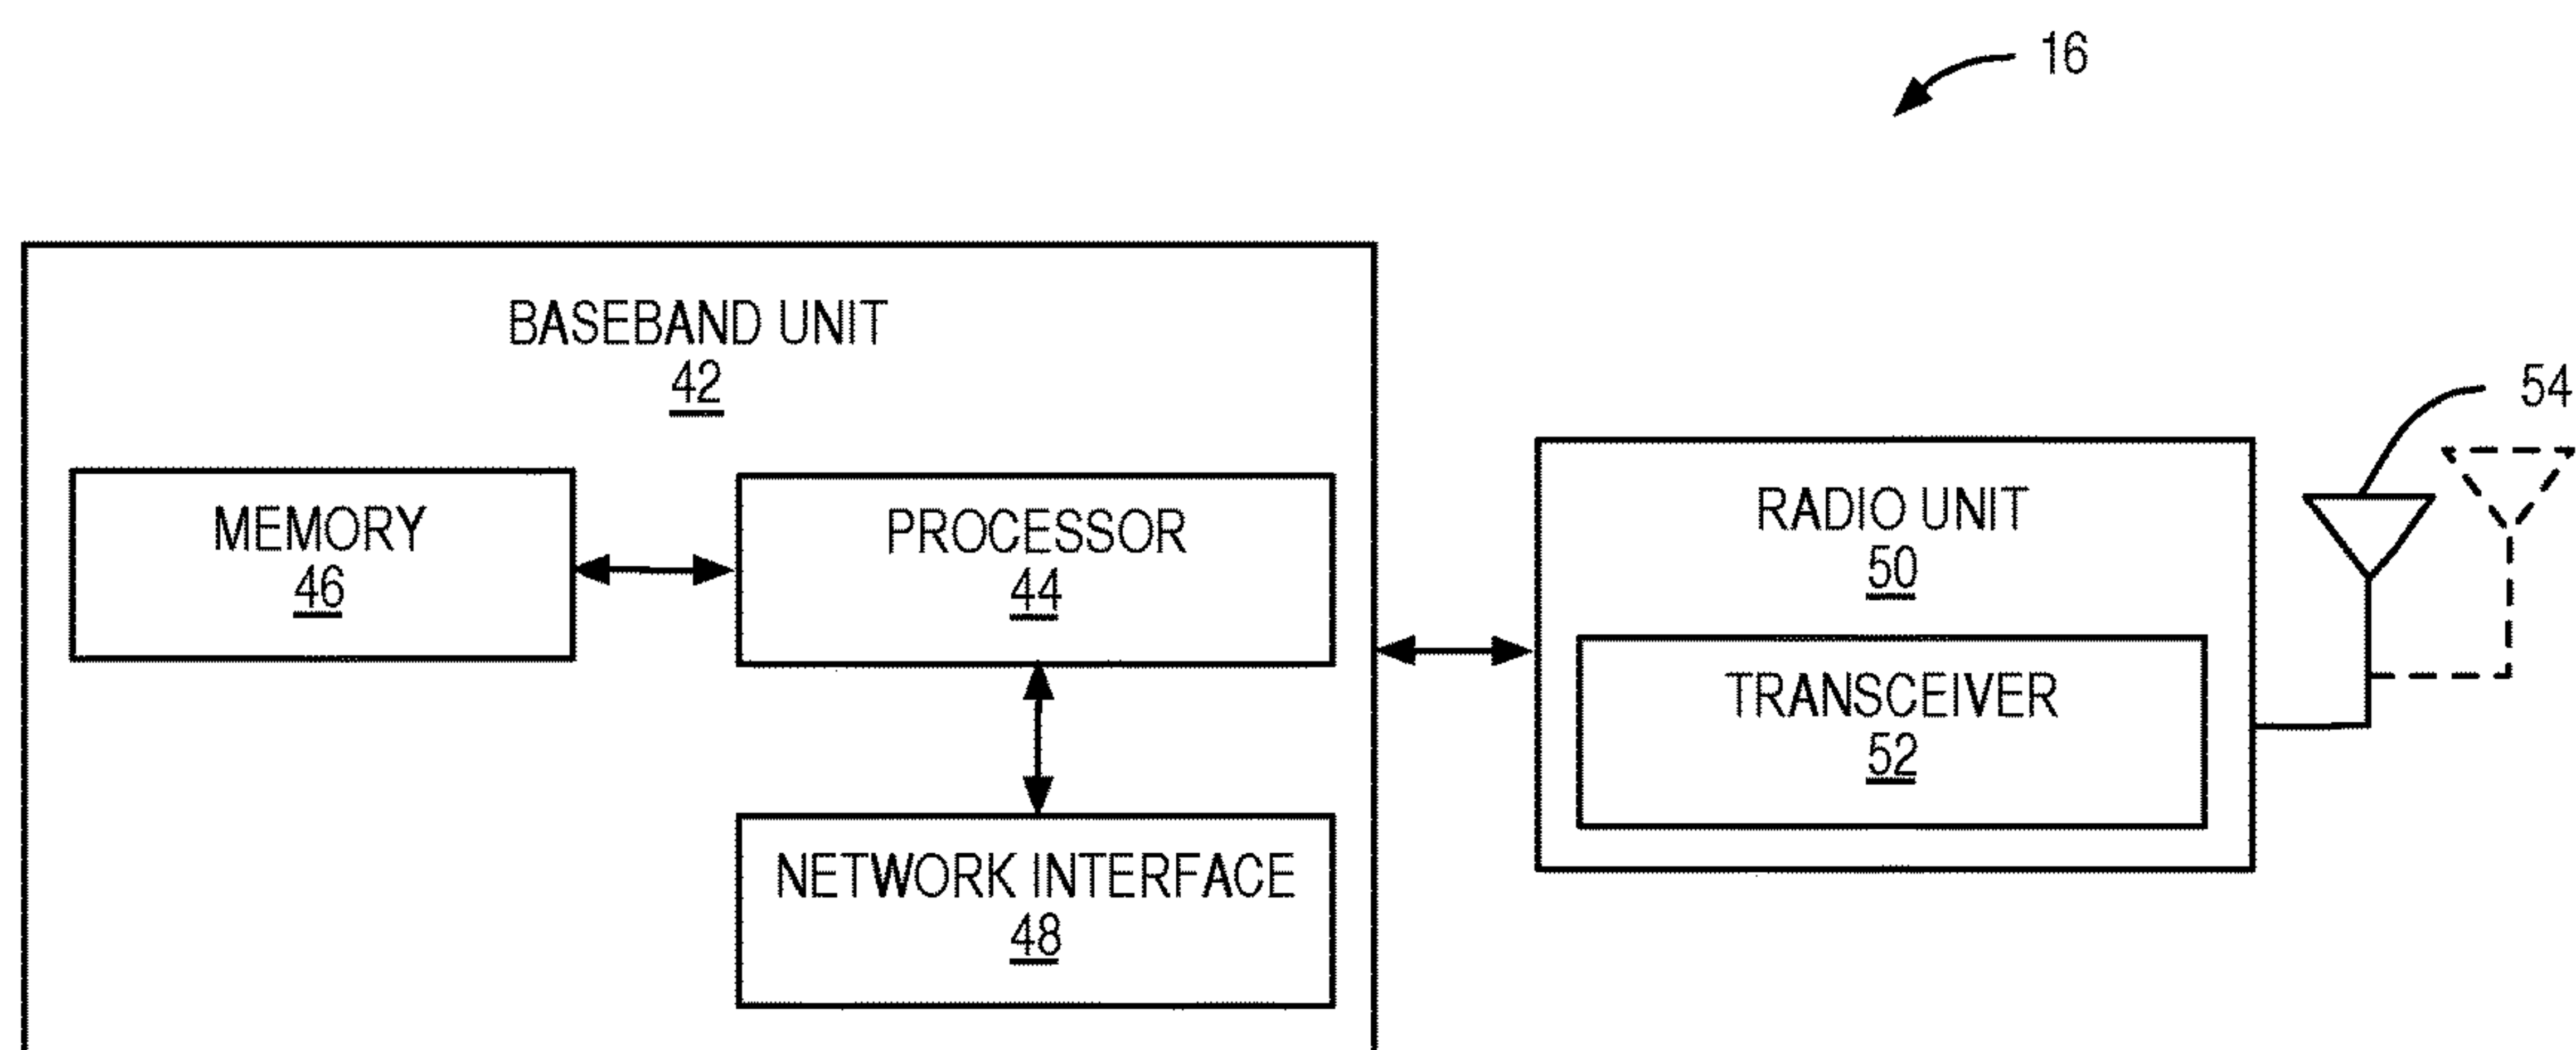 16
BASEBAND UNIT
42
54
MEMORY
46
PROCESSOR
44
RADIO UNIT
50
TRANSCEIVER
52
NETWORK INTERFACE
48